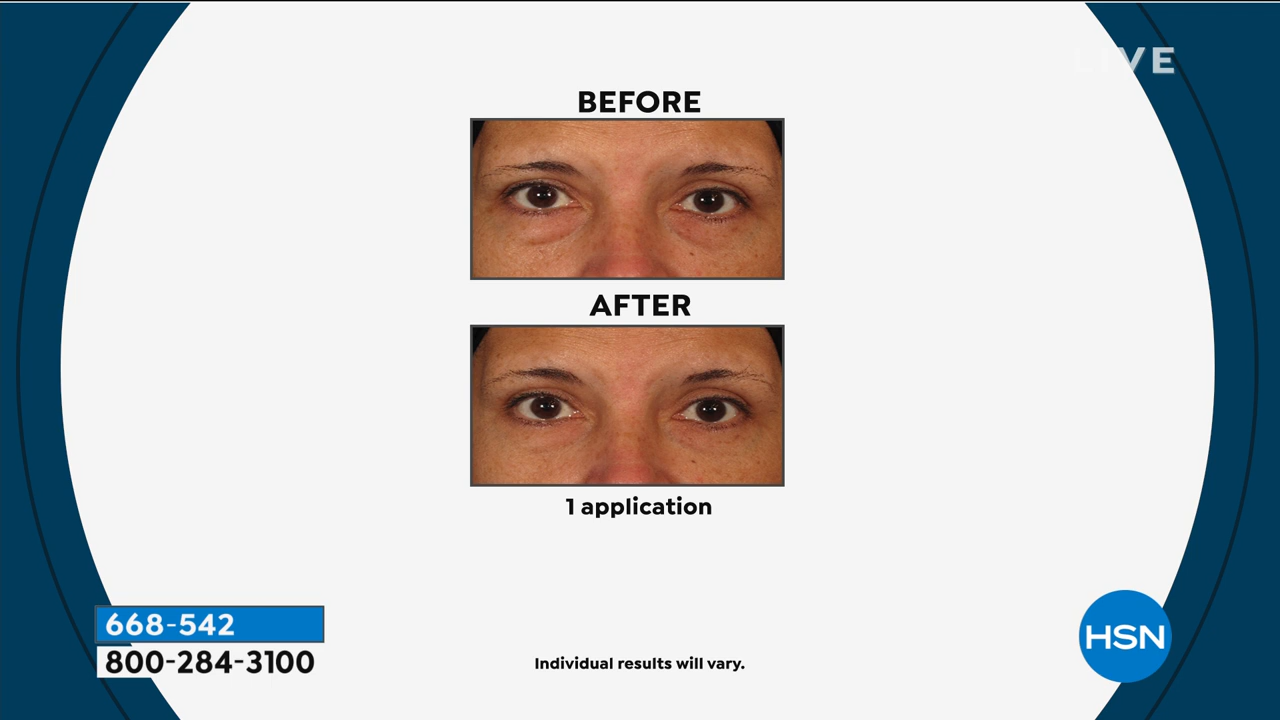 LIVE
BEFORE
AFTER
1 application
668-542
800-284-3100
Individual results will vary.
HSN